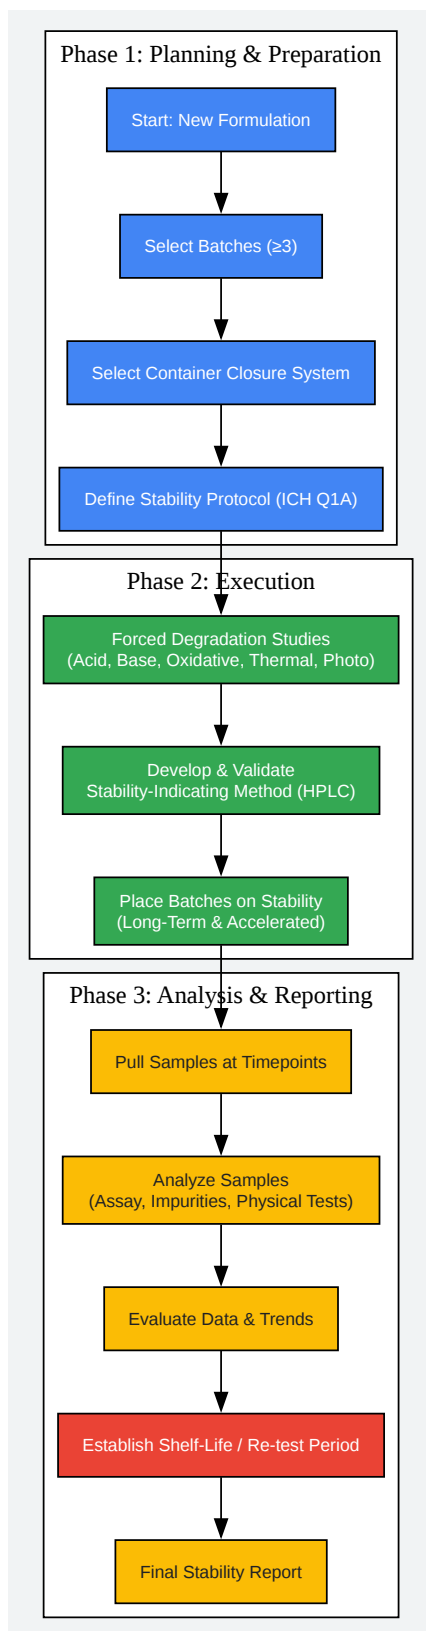 Phase 1: Planning & Preparation
Start: New Formulation
Select Batches (≥3)
Select Container Closure System
Define Stability Protocol (ICH Q1A)
Phase 2: Execution
Forced Degradation Studies
(Acid, Base, Oxidative, Thermal, Photo)
Develop & Validate
Stability-Indicating Method (HPLC)
Place Batches on Stability
(Long-Term & Accelerated)
Phase 3: Analysis & Reporting
Pull Samples at Timepoints
Analyze Samples
(Assay, Impurities, Physical Tests)
Evaluate Data & Trends
Establish Shelf-Life / Re-test Period
Final Stability Report